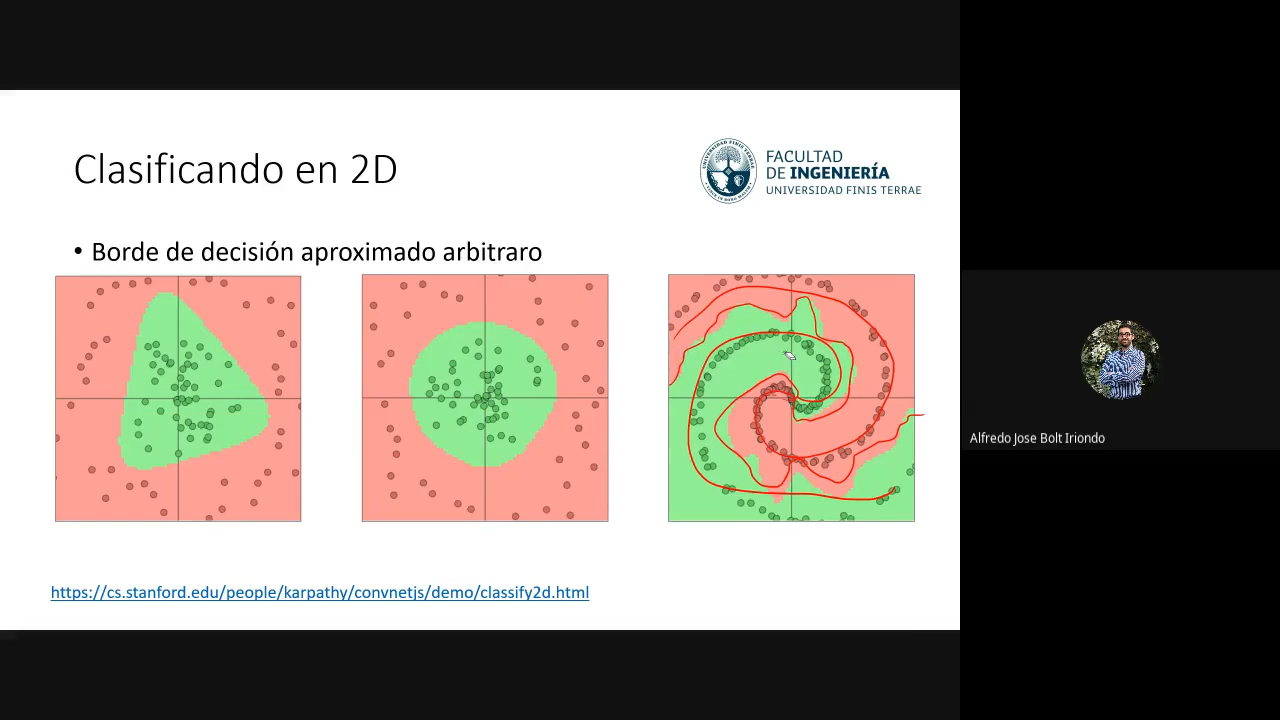 Clasificando en 2D
FACULTAD
DE INGENIERÍA
UNIVERSIDAD FINIS TERRAE
• Borde de decisión aproximado arbitraro
https://cs.stanford.edu/people/karpathy/convnetjs/demo/classify2d.html
Alfredo Jose Bolt Iriondo